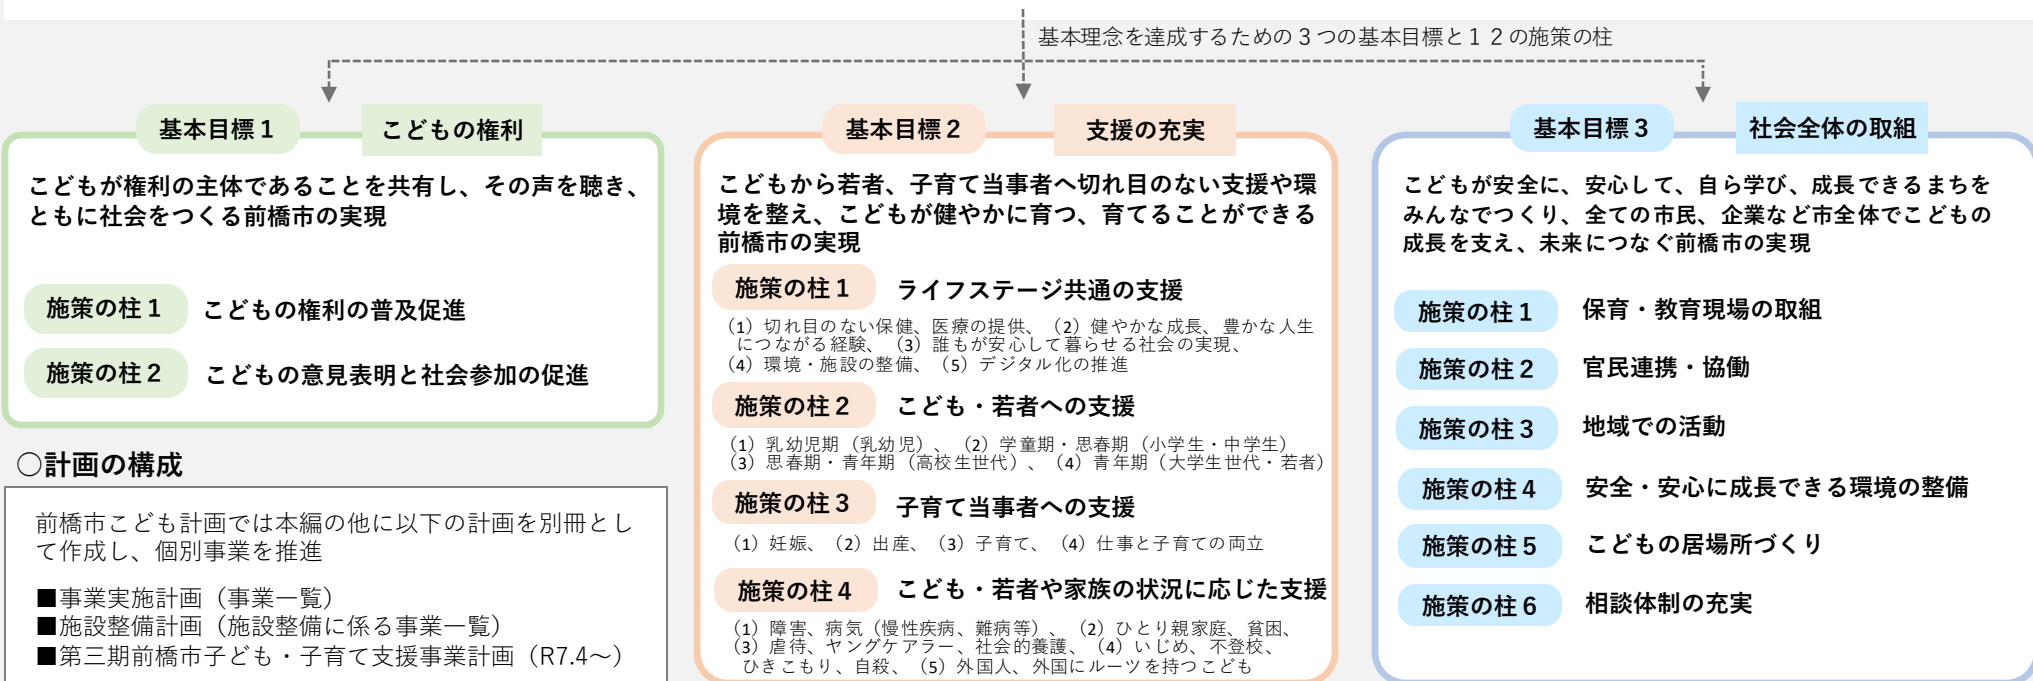 基本理念を達成するための３つの基本目標と１２の施策の柱
基本目標１
こどもの権利
こどもが権利の主体であることを共有し、その声を聴き、
ともに社会をつくる前橋市の実現
施策の柱１
こどもの権利の普及促進
施策の柱２
こどもの意見表明と社会参加の促進
○計画の構成
前橋市こども計画では本編の他に以下の計画を別冊とし
て作成し、個別事業を推進
■事業実施計画（事業一覧）
■施設整備計画（施設整備に係る事業一覧）
■第三期前橋市子ども・子育て支援事業計画（R7.4～）
基本目標２
支援の充実
こどもから若者、子育て当事者へ切れ目のない支援や環
境を整え、こどもが健やかに育つ、育てることができる
前橋市の実現
施策の柱１
ライフステージ共通の支援
（1）切れ目のない保健、医療の提供、（2）健やかな成長、豊かな人生
につながる経験、（3）誰もが安心して暮らせる社会の実現、
（4）環境・施設の整備、（5）デジタル化の推進
施策の柱２
こども・若者への支援
（1）乳幼児期（乳幼児）、（2）学童期・思春期（小学生・中学生）
（3）思春期・青年期（高校生世代）、（4）青年期（大学生世代・若者）
施策の柱３
子育て当事者への支援
（1）妊娠、（2）出産、（3）子育て、（4）仕事と子育ての両立
施策の柱４
こども・若者や家族の状況に応じた支援
（1）障害、病気（慢性疾病、難病等）、（2）ひとり親家庭、貧困、
（3）虐待、ヤングケアラー、社会的養護、（4）いじめ、不登校、
ひきこもり、自殺、（5）外国人、外国にルーツを持つこども
基本目標３
社会全体の取組
こどもが安全に、安心して、自ら学び、成長できるまちを
みんなでつくり、全ての市民、企業など市全体でこどもの
成長を支え、未来につなぐ前橋市の実現
施策の柱１
保育・教育現場の取組
施策の柱２
官民連携・協働
施策の柱３
地域での活動
施策の柱４
安全・安心に成長できる環境の整備
施策の柱５
こどもの居場所づくり
施策の柱６
相談体制の充実